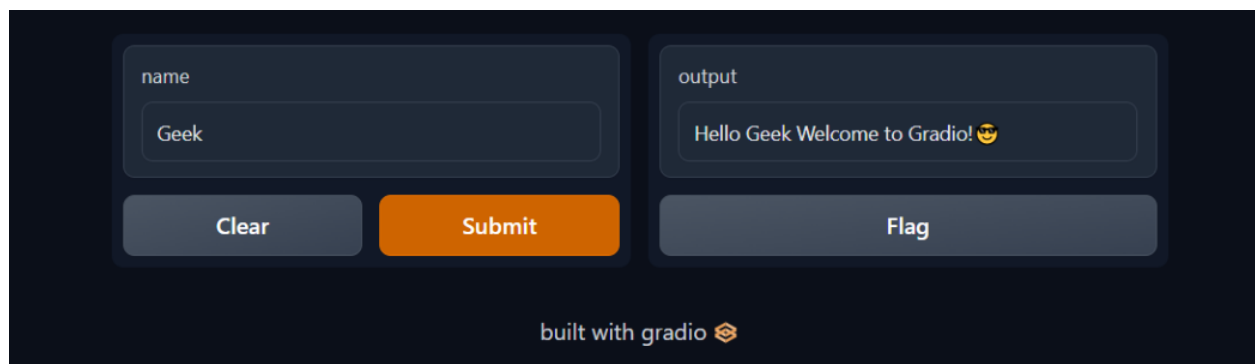 name
Geek
Clear
Submit
output
Hello Geek Welcome to Gradio!😎
Flag
built with gradio